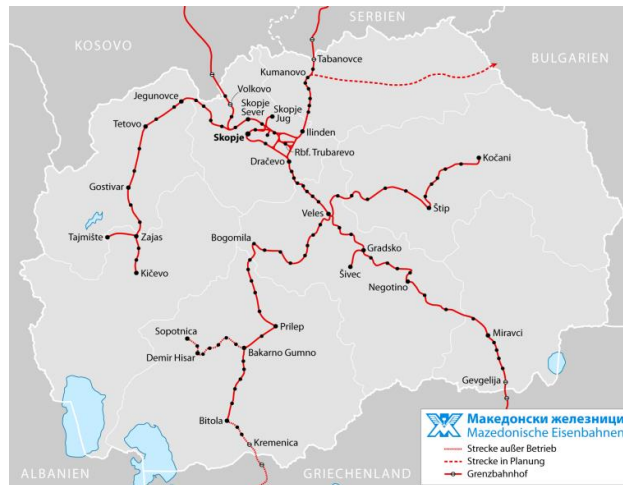 SERBIEN
KOSOVO
BULGARIEN
Tabanovce
Kumanovo
Volkovo
Jegunovce
Skopje
Sever
Skopje
Jug
Tetovo
Skopje
Ilinden
Rbf. Trubarevo
Dračevo
Kočani
Gostivar
Štip
Veles
Tajmište
Zajas
Bogomila
Gradsko
Kičevo
Šivec
Negotino
Sopotnica
Prilep
Miravci
Demir Hisar
Bakarno Gumno
Gevgelija
Bitola
Kremenica
ALBANIEN
GRIECHENLAND
Македонски железници
Mazedonische Eisenbahnen
Strecke außer Betrieb
Strecke in Planung
Grenzbahnhof